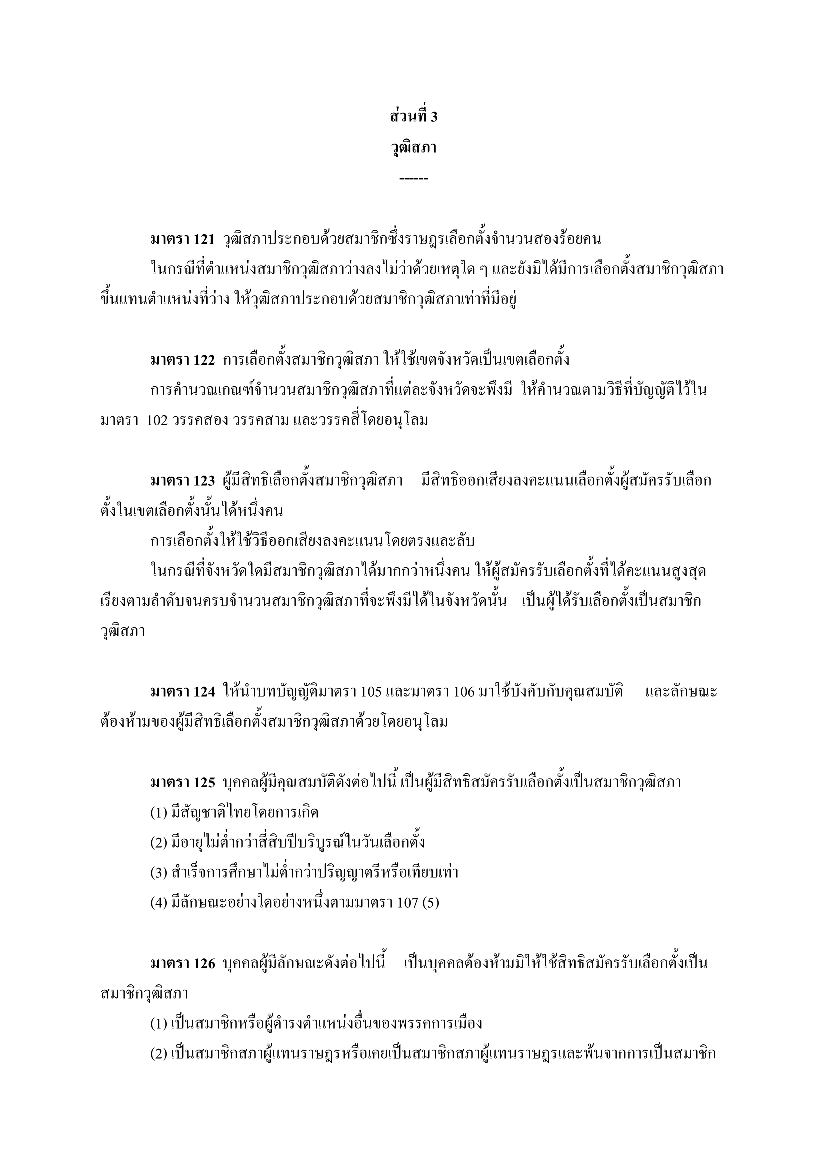 ส่วนที่ 3
วุฒิสภา
------
มาตรา 121 วุฒิสภาประกอบด้วยสมาชิกซึ่งราษฎรเลือกตั้งจำนวนสองร้อยคน
ในกรณีที่ตำแหน่งสมาชิกวุฒิสภาว่างลงไม่ว่าด้วยเหตุใด ๆ และยังมิได้มีการเลือกตั้งสมาชิกวุฒิสภา
ขึ้นแทนตำแหน่งที่ว่าง ให้วุฒิสภาประกอบด้วยสมาชิกวุฒิสภาเท่าที่มีอยู่
มาตรา 122 การเลือกตั้งสมาชิกวุฒิสภา ให้ใช้เขตจังหวัดเป็นเขตเลือกตั้ง
การคำนวณเกณฑ์จำนวนสมาชิกวุฒิสภาที่แต่ละจังหวัดจะพึงมี ให้คำนวณตามวิธีที่บัญญัติไว้ใน
มาตรา 102 วรรคสอง วรรคสาม และวรรคสี่โดยอนุโลม
มาตรา 123 ผู้มีสิทธิเลือกตั้งสมาชิกวุฒิสภา มีสิทธิออกเสียงลงคะแนนเลือกตั้งผู้สมัครรับเลือก
ตั้งในเขตเลือกตั้งนั้นได้หนึ่งคน
การเลือกตั้งให้ใช้วิธีออกเสียงลงคะแนนโดยตรงและลับ
ในกรณีที่จังหวัดใดมีสมาชิกวุฒิสภาได้มากกว่าหนึ่งคน ให้ผู้สมัครรับเลือกตั้งที่ได้คะแนนสูงสุด
เรียงตามลำดับจนครบจำนวนสมาชิกวุฒิสภาที่จะพึงมีได้ในจังหวัดนั้น เป็นผู้ได้รับเลือกตั้งเป็นสมาชิก
วุฒิสภา
มาตรา 124 ให้นำบทบัญญัติมาตรา 105 และมาตรา 106 มาใช้บังคับกับคุณสมบัติ และลักษณะ
ต้องห้ามของผู้มีสิทธิเลือกตั้งสมาชิกวุฒิสภาด้วยโดยอนุโลม
มาตรา 125 บุคคลผู้มีคุณสมบัติดังต่อไปนี้ เป็นผู้มีสิทธิสมัครรับเลือกตั้งเป็นสมาชิกวุฒิสภา
(1) มีสัญชาติไทยโดยการเกิด
(2) มีอายุไม่ต่ำกว่าสี่สิบปีบริบูรณ์ในวันเลือกตั้ง
(3) สำเร็จการศึกษาไม่ต่ำกว่าปริญญาตรีหรือเทียบเท่า
(4) มีลักษณะอย่างใดอย่างหนึ่งตามมาตรา 107 (5)
มาตรา 126 บุคคลผู้มีลักษณะดังต่อไปนี้ เป็นบุคคลต้องห้ามมิให้ใช้สิทธิสมัครรับเลือกตั้งเป็น
สมาชิกวุฒิสภา
(1) เป็นสมาชิกหรือผู้ดำรงตำแหน่งอื่นของพรรคการเมือง
(2) เป็นสมาชิกสภาผู้แทนราษฎรหรือเคยเป็นสมาชิกสภาผู้แทนราษฎรและพ้นจากการเป็นสมาชิก